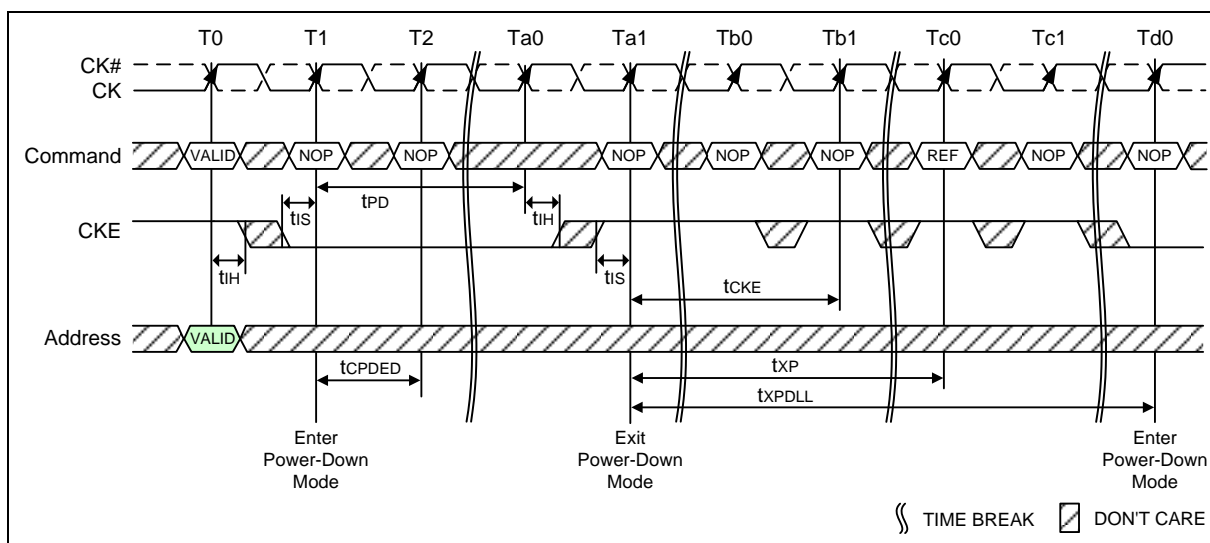 T0 T1 T2 Ta0 Ta1 Tb0 Tb1 Tc0 Tc1 Td0
CK#
CK
Command VALID NOP NOP NOP NOP NOP REF NOP NOP
tIS tPD tIH
CKE
tIH tIS
tCKE
Address VALID
tCPDED tXP
tXPDLL
Enter
Power-Down
Mode
Exit
Power-Down
Mode
Enter
Power-Down
Mode
TIME BREAK DON'T CARE